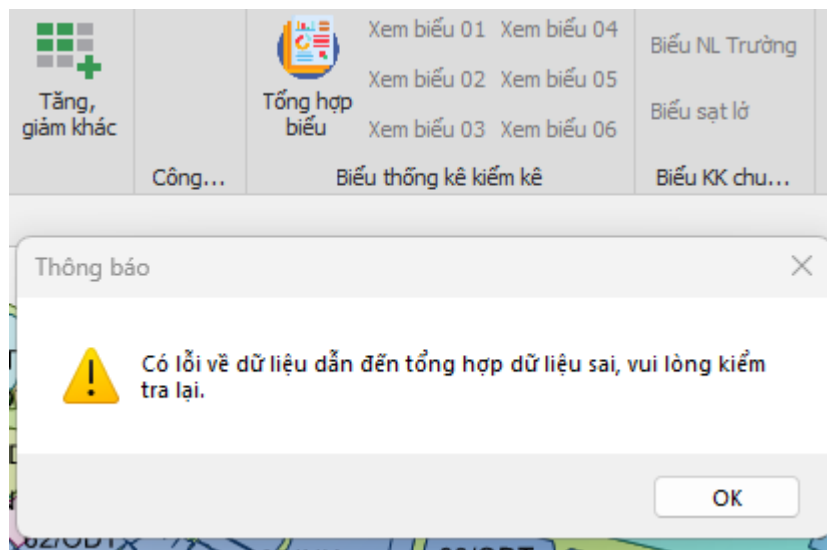 Xem biểu 01 Xem biểu 04
Biểu NL Trường
Xem biểu 02 Xem biểu 05
Tăng,
giảm khác
Tổng hợp
biểu
Biểu sạt lở
Xem biểu 03 Xem biểu 06
Công...
Biểu thống kê kiểm kê
Biểu KK chu...
Thông báo
Có lỗi về dữ liệu dẫn đến tổng hợp dữ liệu sai, vui lòng kiểm
tra lại.
OK